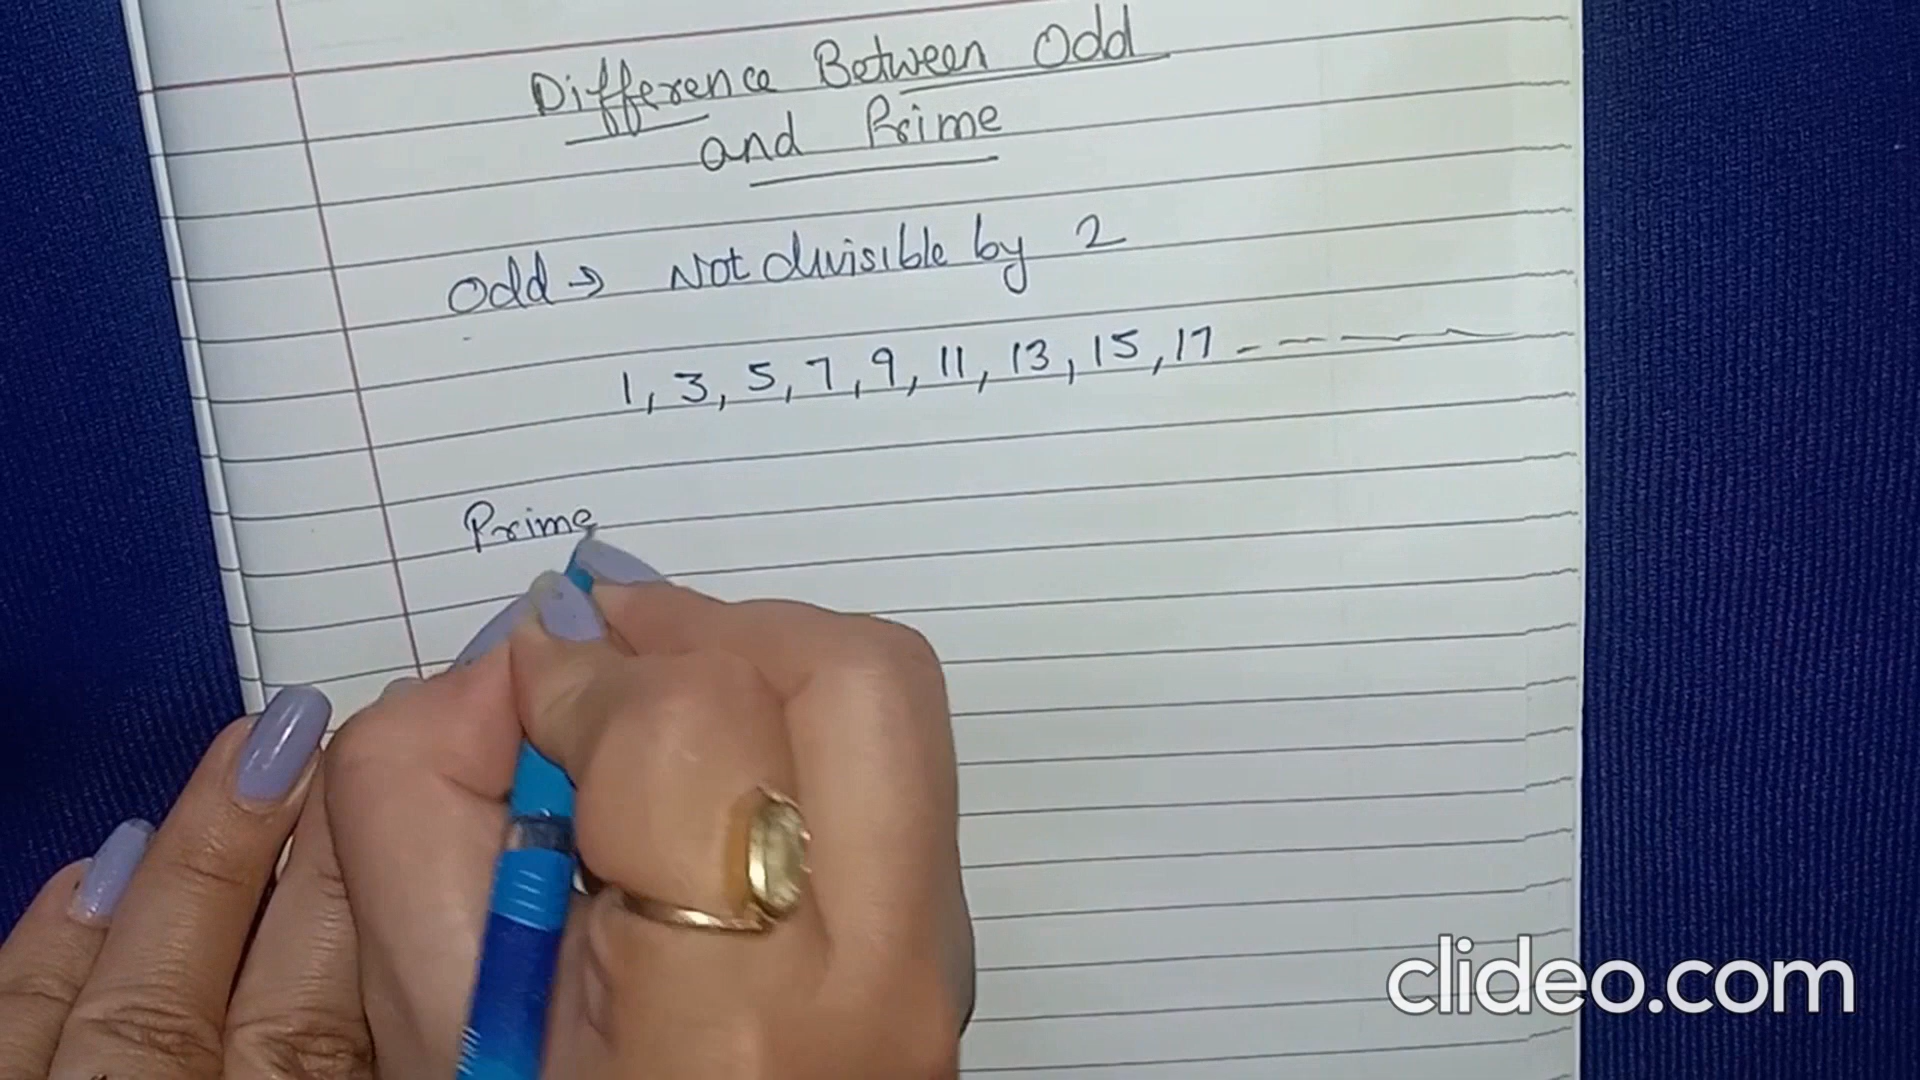 Difference Between Odd
and Prime
Odd → Not divisible by 2
1, 3, 5, 7, 9, 11, 13, 15, 17 - - - -
Prime
clideo.com